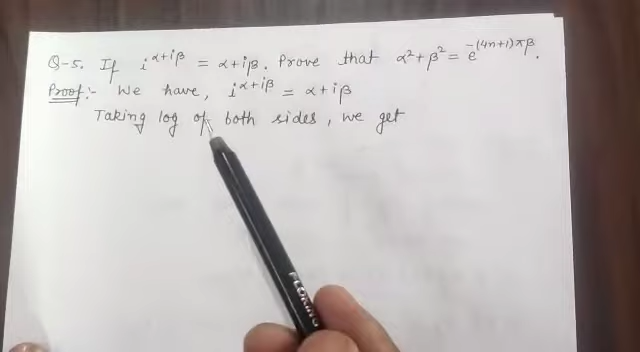 Q-5. If i^α+iβ = α+iβ. Prove that α²+β² = e^-(4n+1)πβ.
Proof:- We have, i^α+iβ = α+iβ
Taking log of both sides, we get